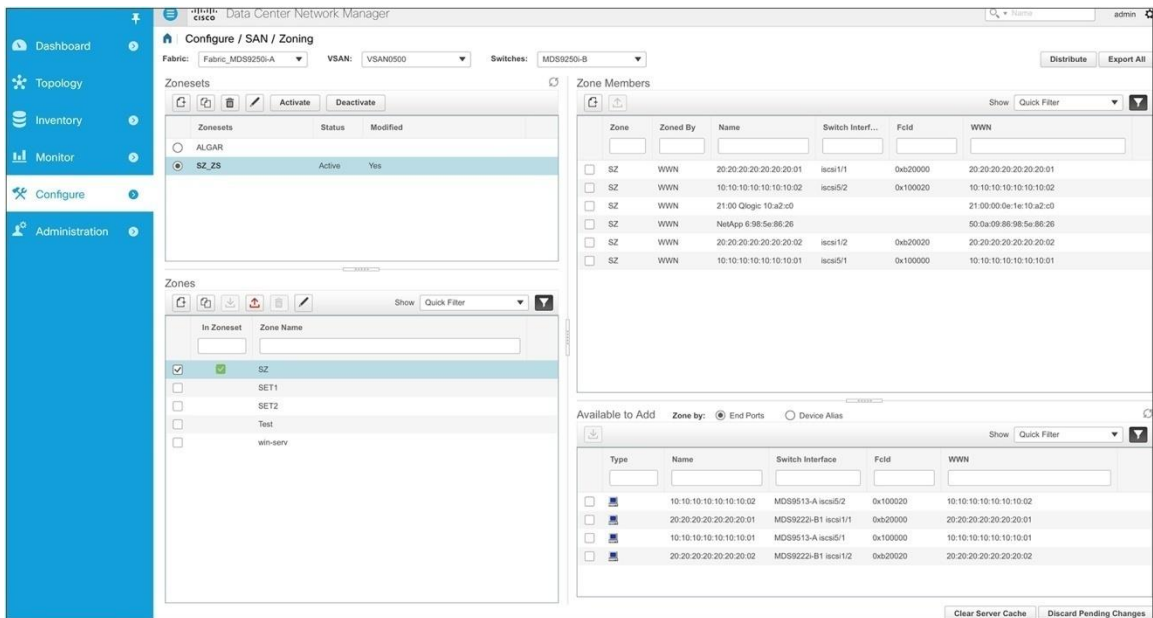 cisco Data Center Network Manager
Name
admin
Dashboard
Topology
Inventory
Monitor
Configure
Administration
Configure / SAN / Zoning
Fabric: Fabric_MDS9250i-A VSAN: VSAN0500 Switches: MDS9250i-B
Distribute Export All
Zonesets
Activate Deactivate
Zonesets Status Modified
ALGAR
SZ_ZS Active Yes
Zones
Show Quick Filter
In Zoneset Zone Name
SZ
SET1
SET2
Test
win-serv
Zone Members
Show Quick Filter
Zone Zoned By Name Switch Interf... FcId WWN
SZ WWN 20:20:20:20:20:20:20:01 iscsi1/1 0xb20000 20:20:20:20:20:20:20:01
SZ WWN 10:10:10:10:10:10:10:02 iscsi5/2 0x100020 10:10:10:10:10:10:10:02
SZ WWN 21:00 Qlogic 10:a2:c0 21:00:00:0e:1e:10:a2:c0
SZ WWN NetApp 6:98:5e:86:26 50:0a:09:86:98:5e:86:26
SZ WWN 20:20:20:20:20:20:20:02 iscsi1/2 0xb20020 20:20:20:20:20:20:20:02
SZ WWN 10:10:10:10:10:10:10:01 iscsi5/1 0x100000 10:10:10:10:10:10:10:01
Available to Add Zone by: End Ports Device Alias
Show Quick Filter
Type Name Switch Interface FcId WWN
10:10:10:10:10:10:10:02 MDS9513-A iscsi5/2 0x100020 10:10:10:10:10:10:10:02
20:20:20:20:20:20:20:01 MDS9222i-B1 iscsi1/1 0xb20000 20:20:20:20:20:20:20:01
10:10:10:10:10:10:10:01 MDS9513-A iscsi5/1 0x100000 10:10:10:10:10:10:10:01
20:20:20:20:20:20:20:02 MDS9222i-B1 iscsi1/2 0xb20020 20:20:20:20:20:20:20:02
Clear Server Cache Discard Pending Changes